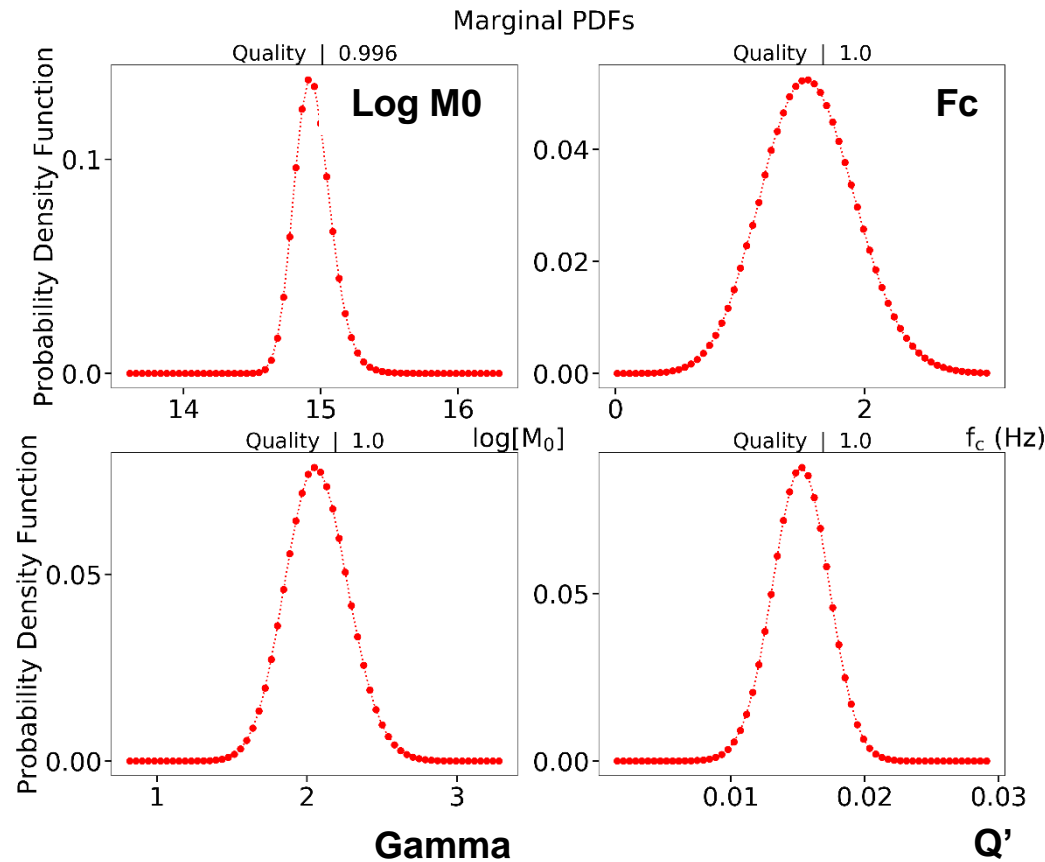 Marginal PDFs
Quality | 0.996
Quality | 1.0
Log M0
Fc
Probability Density Function
0.1
0.0
14 15 16
0.04
0.02
0.00
0 2
log[M₀]
f_c (Hz)
Quality | 1.0
Quality | 1.0
Probability Density Function
0.05
0.00
1 2 3
0.05
0.00
0.01 0.02 0.03
Gamma
Q’